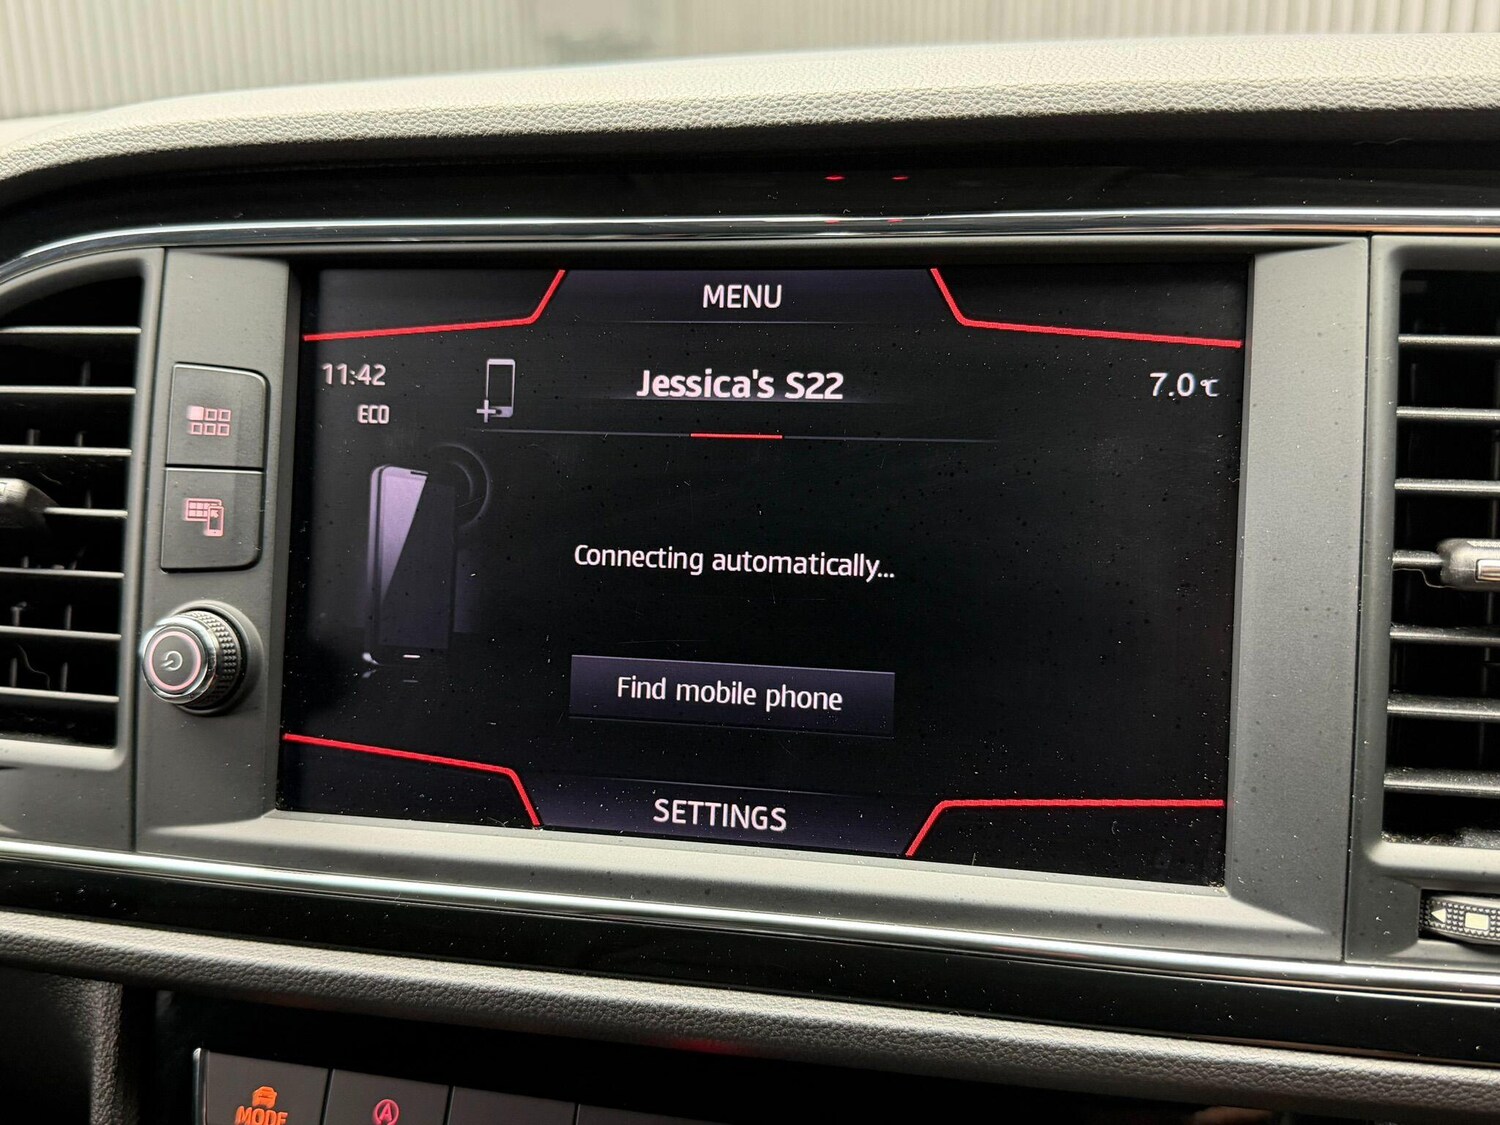 MENU
11:42
Jessica's S22
7.0°C
ECO
Connecting automatically...
Find mobile phone
SETTINGS
MODE
A